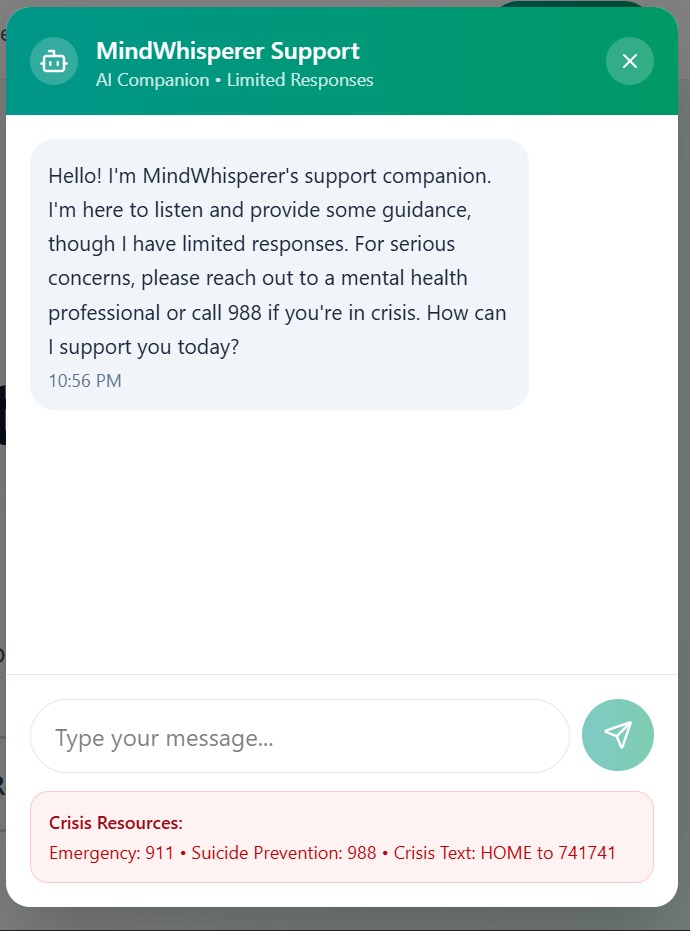 MindWhisperer Support
AI Companion • Limited Responses
Hello! I'm MindWhisperer's support companion.
I'm here to listen and provide some guidance,
though I have limited responses. For serious
concerns, please reach out to a mental health
professional or call 988 if you're in crisis. How can
I support you today?
10:56 PM
Type your message...
Crisis Resources:
Emergency: 911 • Suicide Prevention: 988 • Crisis Text: HOME to 741741